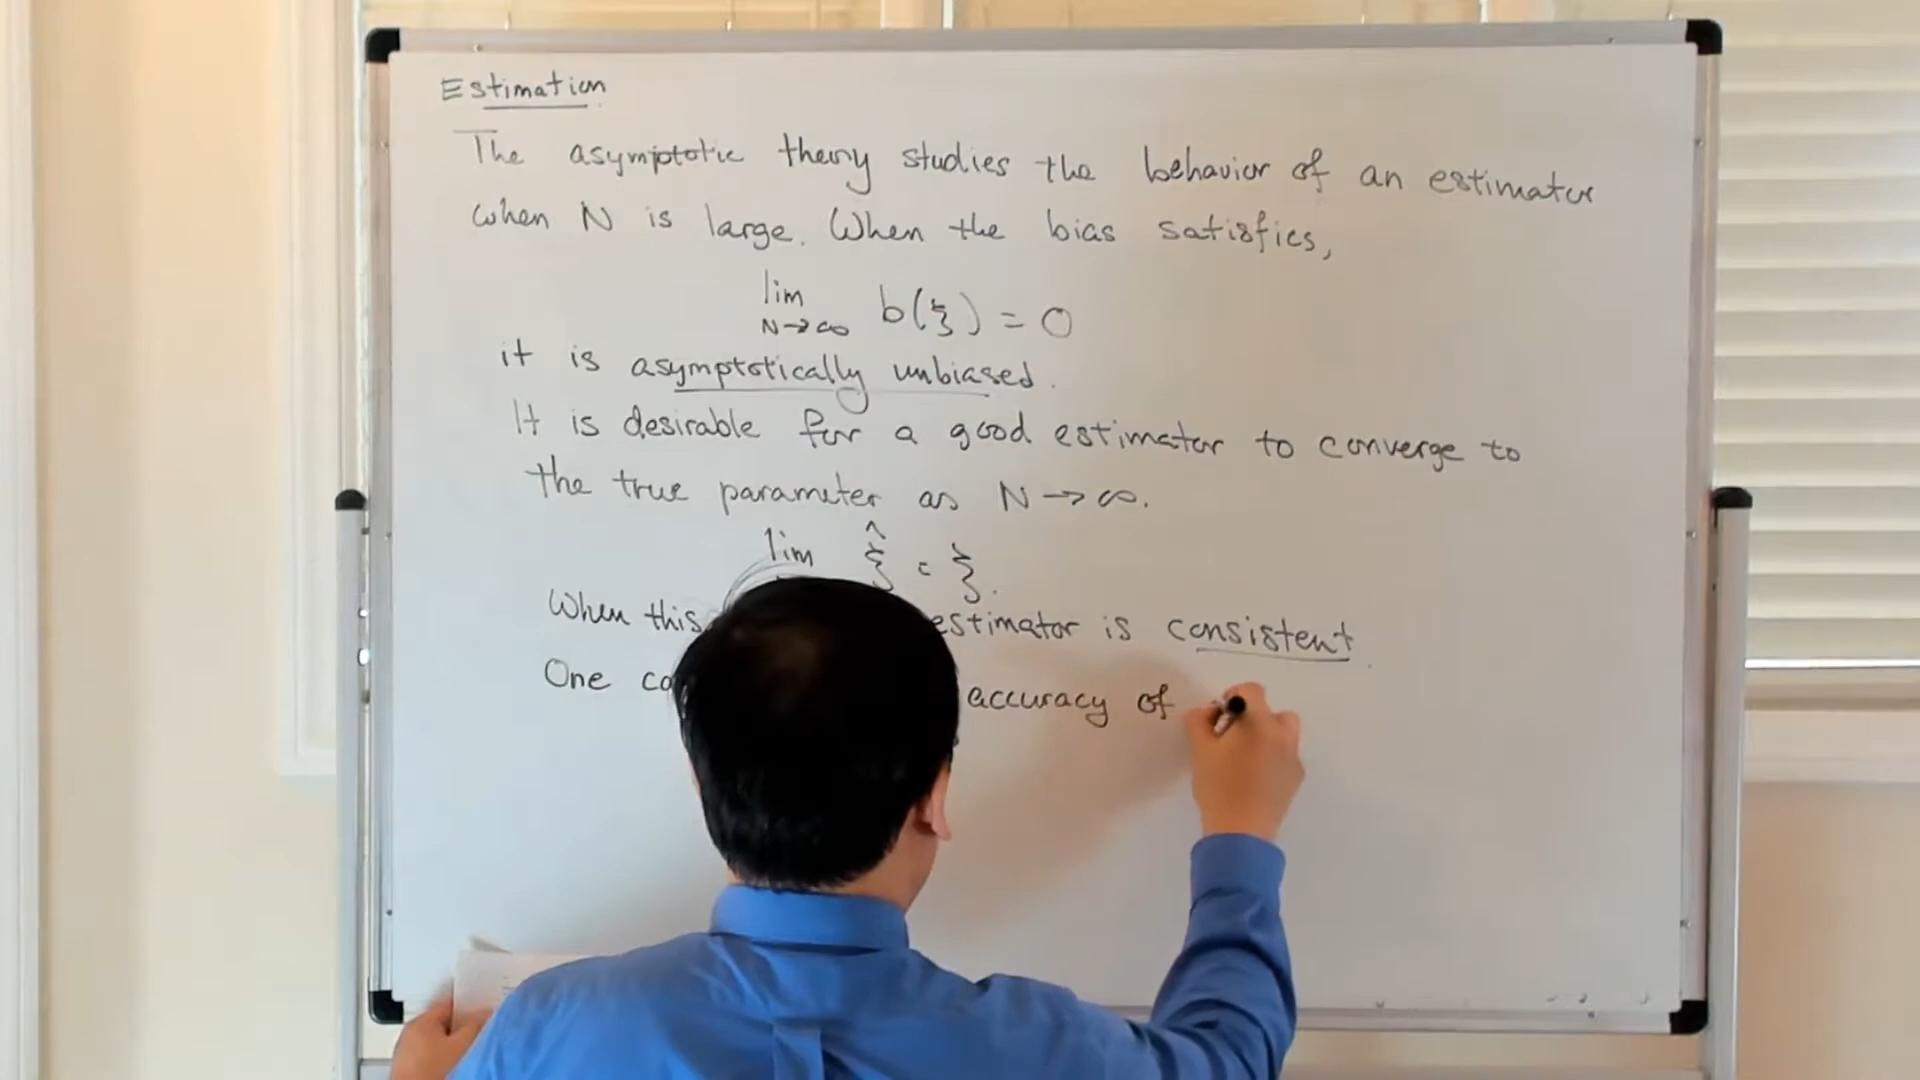 Estimation
The asymptotic theory studies the behavior of an estimator
when N is large. When the bias satisfies,
lim N→∞ b(ξ) = 0
it is asymptotically unbiased.
It is desirable for a good estimator to converge to
the true parameter as N → ∞.
lim ξ̂ = ξ.
When this estimator is consistent.
One accuracy of